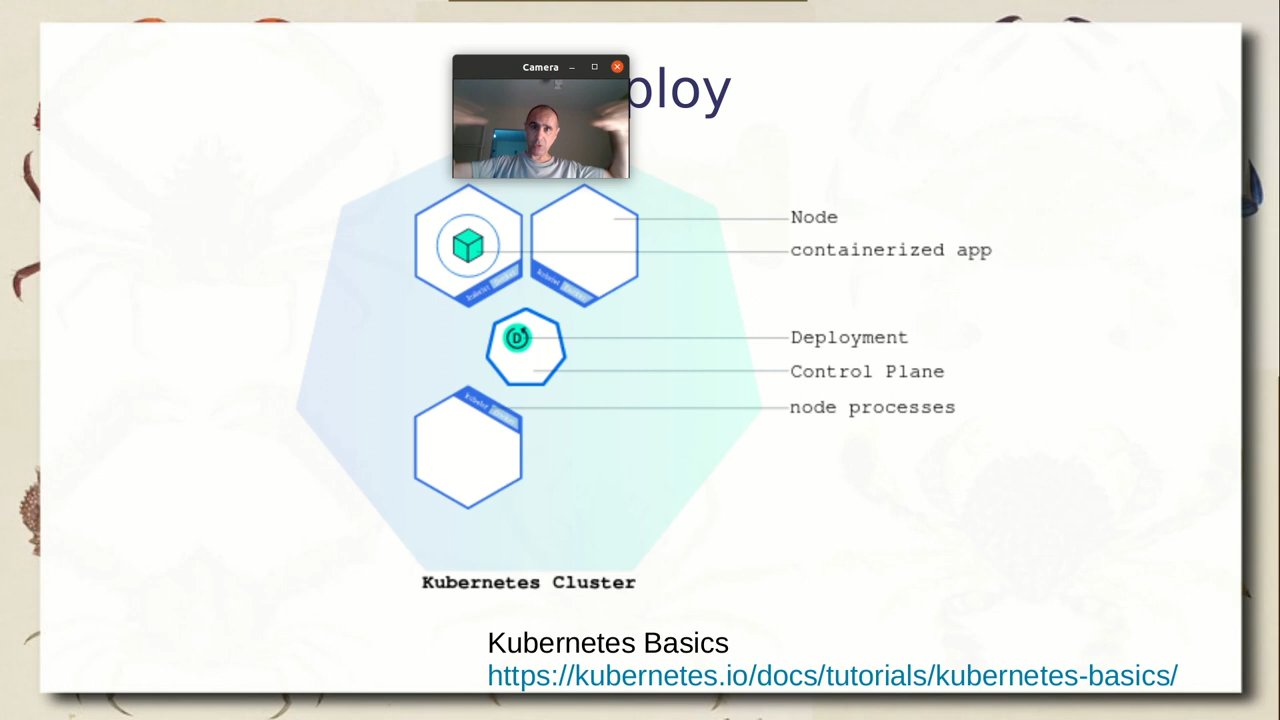 Camera
ploy
Node
containerized app
Deployment
Control Plane
node processes
Kubernetes Cluster
Kubernetes Basics
https://kubernetes.io/docs/tutorials/kubernetes-basics/